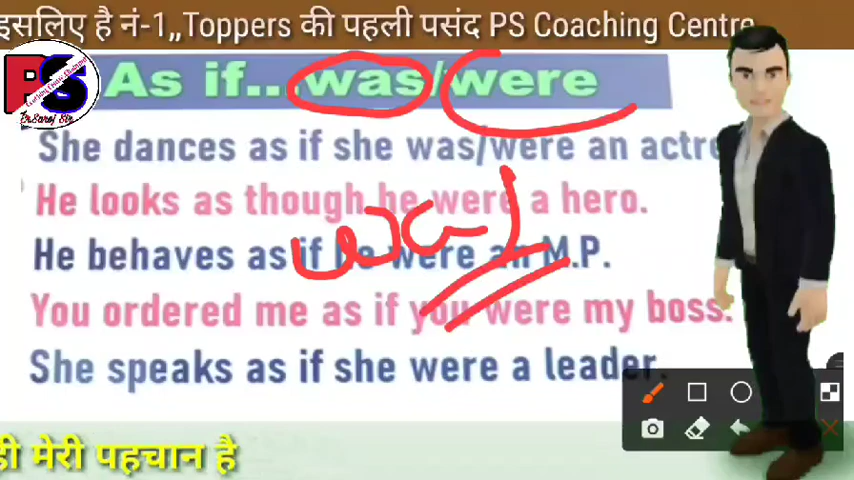 इसलिए है नं-1,,Toppers की पहली पसंद PS Coaching Centre
PS
As if...was/were
She dances as if she was/were an actre
He looks as though he were a hero.
He behaves as if he were an M.P.
You ordered me as if you were my boss.
She speaks as if she were a leader.
ही मेरी पहचान है